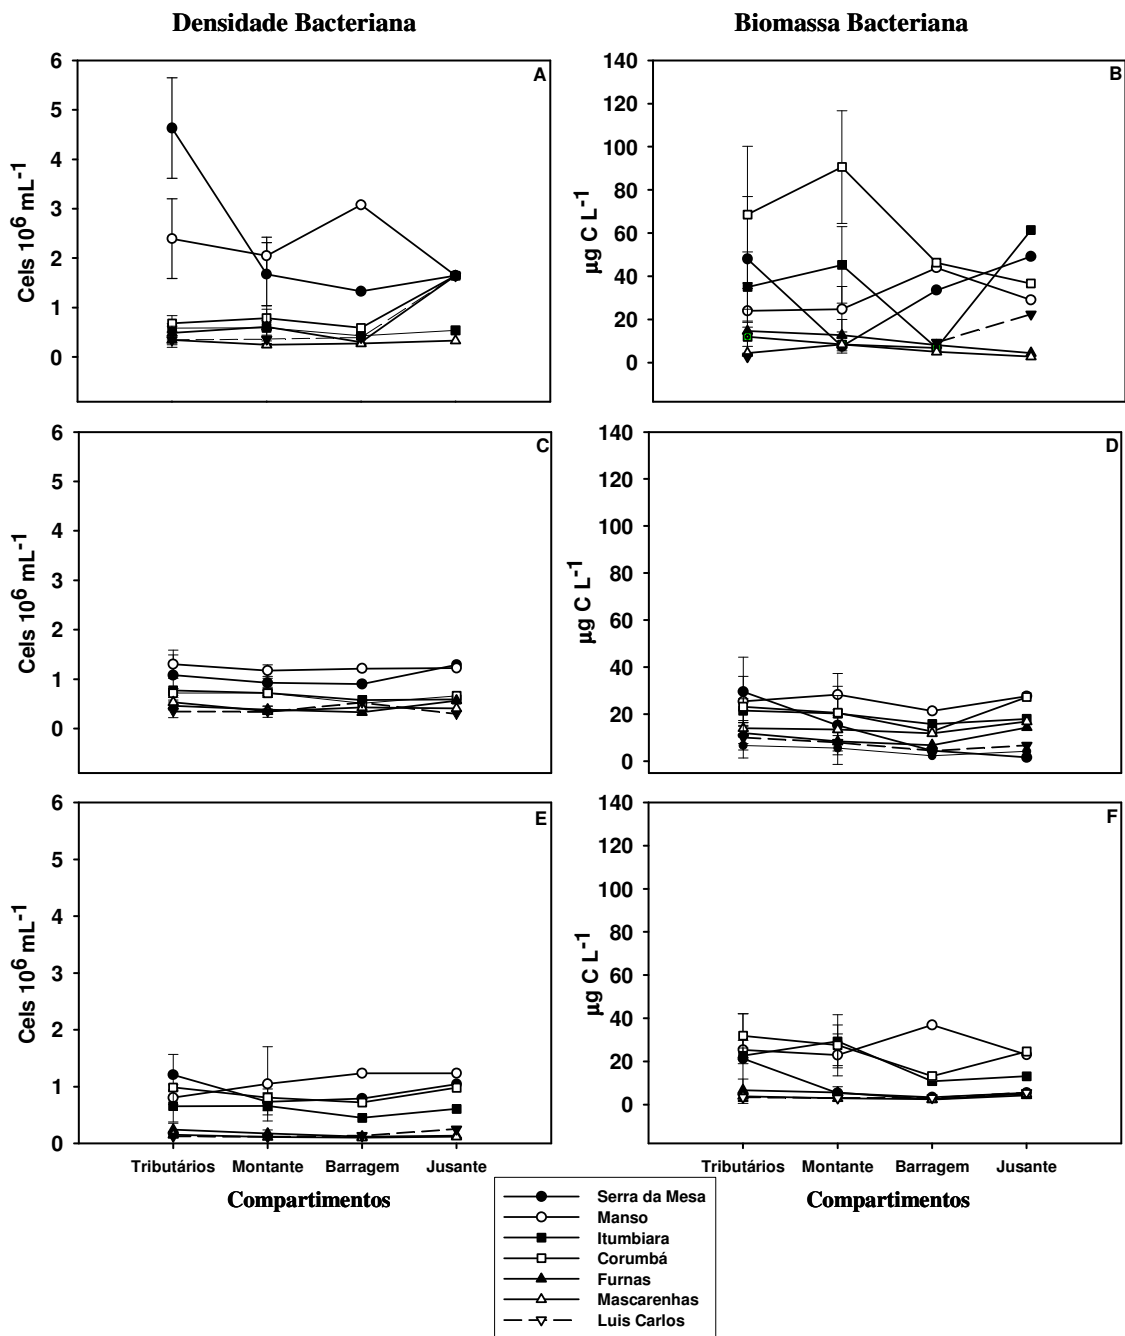 Densidade Bacteriana
Biomassa Bacteriana
6
5
4
3
2
1
0
Cels 10⁶ mL⁻¹
A
140
120
100
80
60
40
20
0
µg C L⁻¹
B
6
5
4
3
2
1
0
Cels 10⁶ mL⁻¹
C
140
120
100
80
60
40
20
0
µg C L⁻¹
D
6
5
4
3
2
1
0
Cels 10⁶ mL⁻¹
E
140
120
100
80
60
40
20
0
µg C L⁻¹
F
Tributários Montante Barragem Jusante
Tributários Montante Barragem Jusante
Compartimentos
Compartimentos
Serra da Mesa
Manso
Itumbiara
Corumbá
Furnas
Mascarenhas
Luis Carlos